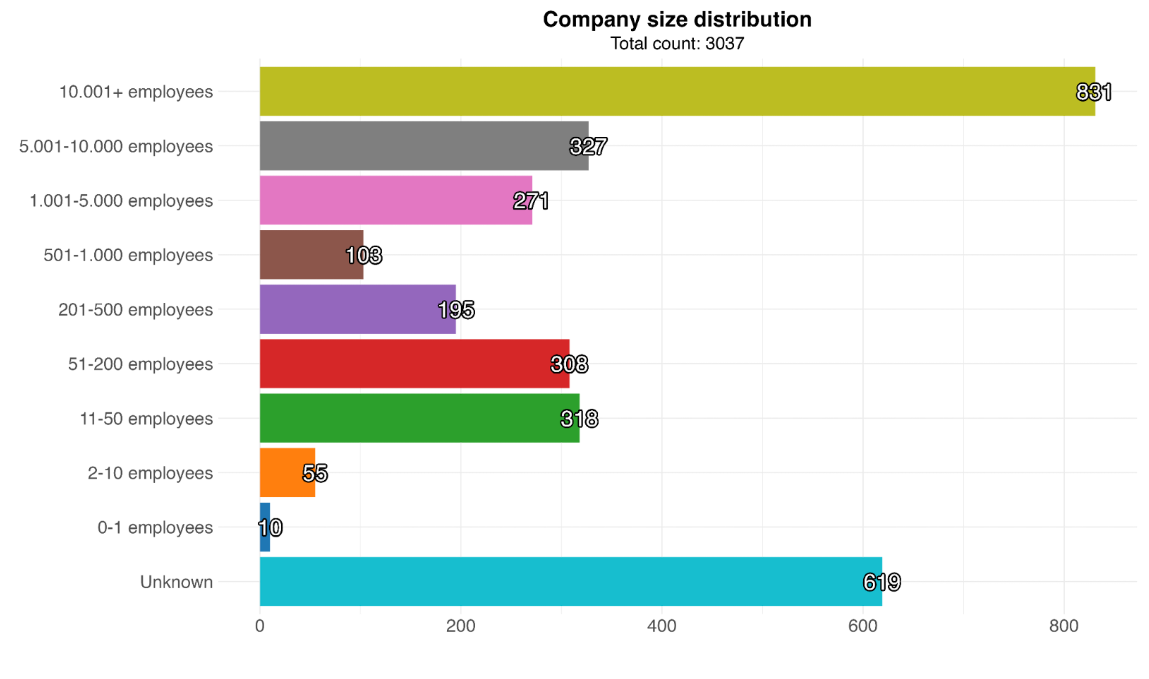 Company size distribution
Total count: 3037
10.001+ employees
831
5.001-10.000 employees
327
1.001-5.000 employees
271
501-1.000 employees
103
201-500 employees
195
51-200 employees
308
11-50 employees
318
2-10 employees
55
0-1 employees
10
Unknown
619
0 200 400 600 800